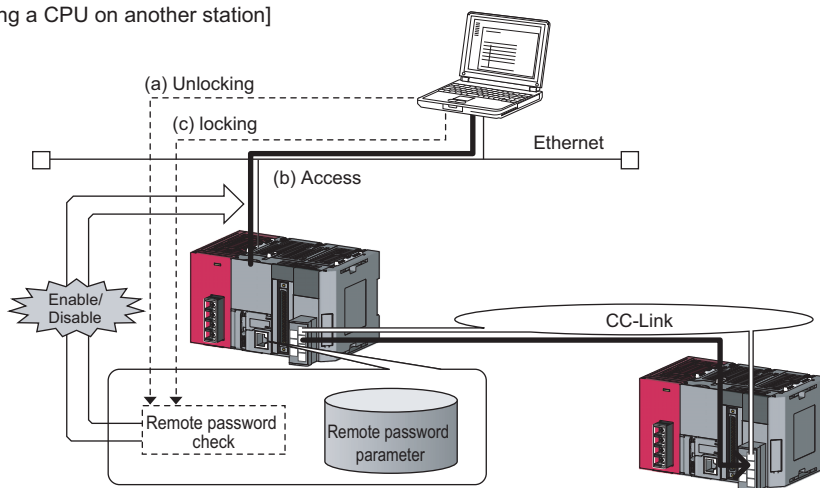 ng a CPU on another station]
(a) Unlocking
(c) locking
Ethernet
(b) Access
Enable/
Disable
CC-Link
Remote password
check
Remote password
parameter